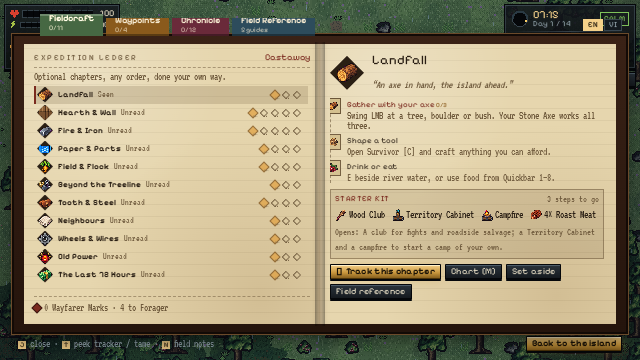 100
Fieldcraft
0/11
Waypoints
0/4
Chronicle
0/12
Field Reference
2 guides
07:15
Day 1 / 14
CALM
EN
VI
EXPEDITION LEDGER
Castaway
Optional chapters, any order, done your own way.
Landfall Seen
Hearth & Wall Unread
Fire & Iron Unread
Paper & Parts Unread
Field & Flock Unread
Beyond the Treeline Unread
Tooth & Steel Unread
Neighbours Unread
Wheels & Wires Unread
Old Power Unread
The Last 72 Hours Unread
0 Wayfarer Marks · 4 to Forager
Landfall
"An axe in hand, the island ahead."
Gather with your axe 0/3
Swing LMB at a tree, boulder or bush. Your Stone Axe works all
three.
Shape a tool
Open Survivor [C] and craft anything you can afford.
Drink or eat
E beside river water, or use food from Quickbar 1-8.
STARTER KIT
3 steps to go
Wood Club
Territory Cabinet
Campfire
4X Roast Meat
Opens: A club for fights and roadside salvage; a Territory Cabinet
and a campfire to start a camp of your own.
Track this chapter
Chart (M)
Set aside
Field reference
J close · T peek tracker / tame · N field notes
Back to the island